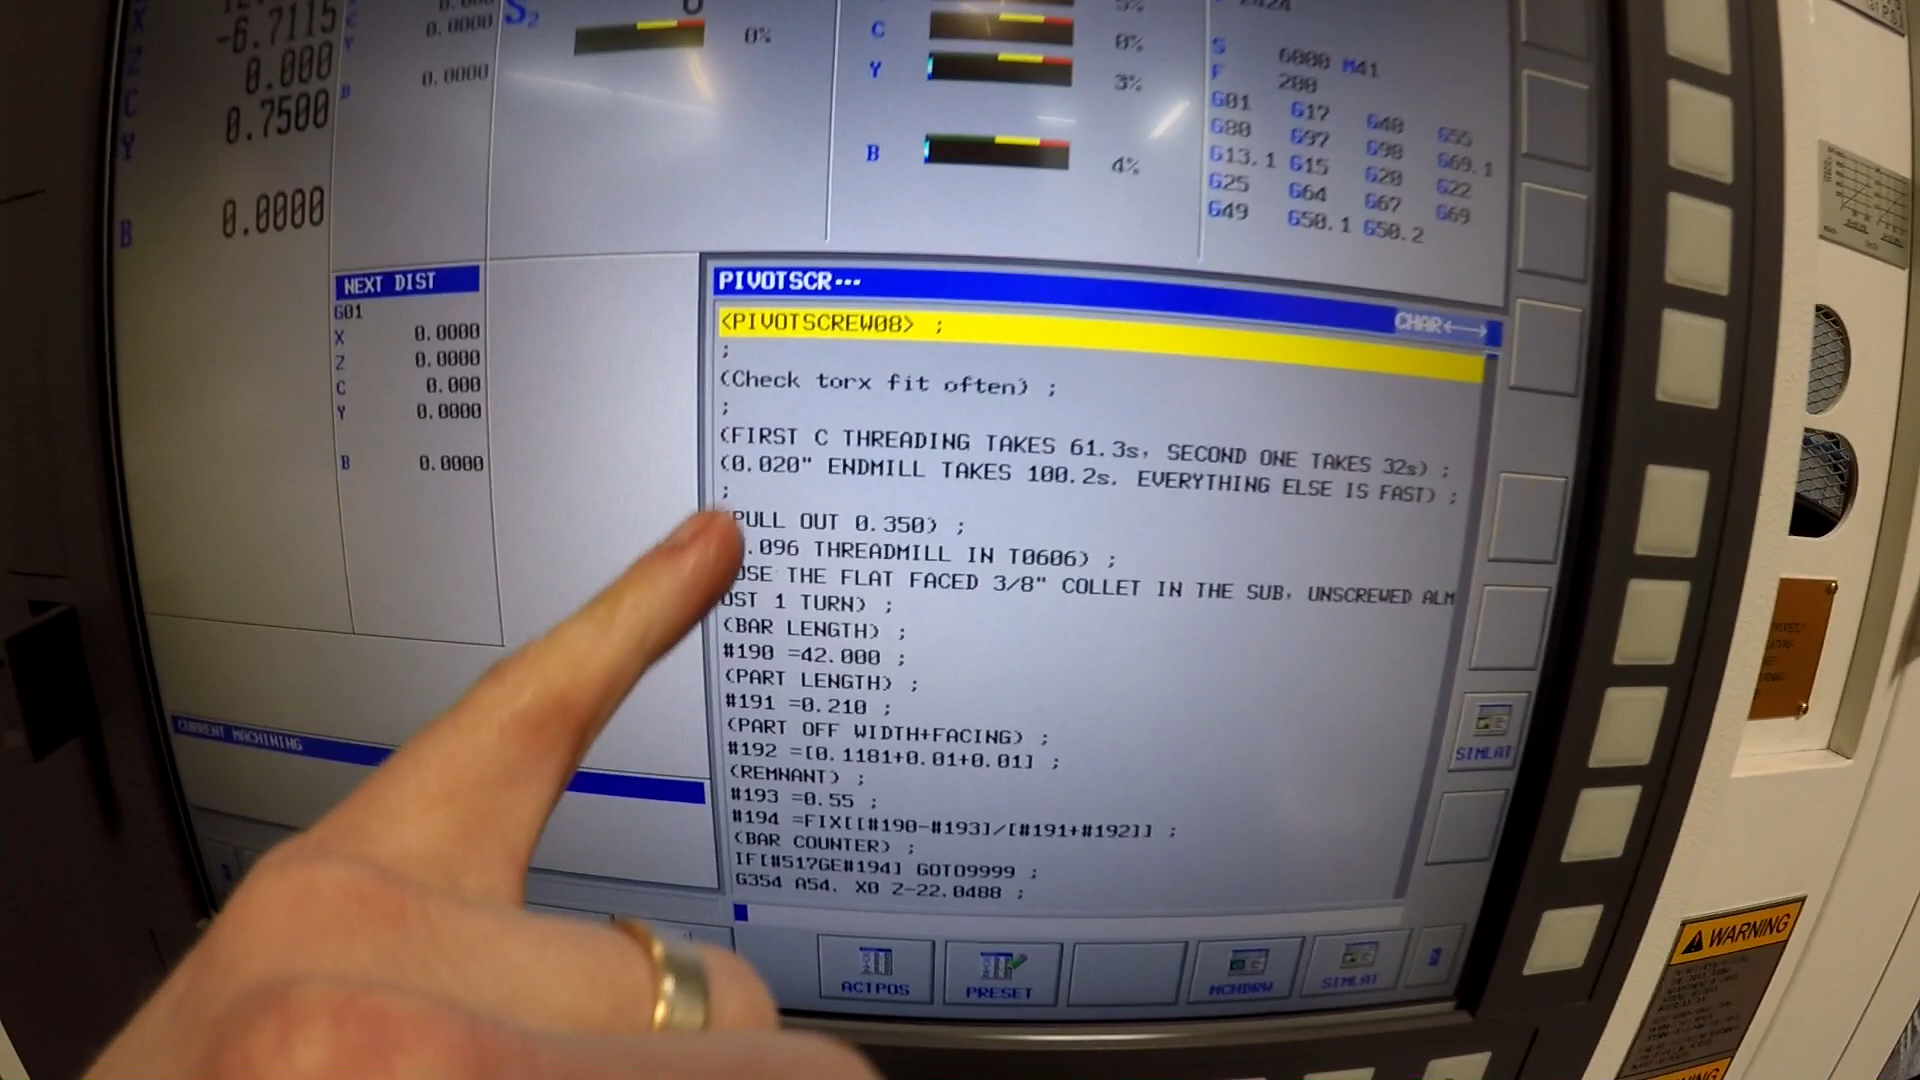 X
-6.7115
Z
0.000
C
0.7500
Y
B
0.0000
0.0000
Y
0.0000
B
S2
0
0%
C
0%
Y
3%
B
4%
S 6000 M41
F 200
G01 G17 G40 G55
G80 G97 G98 G69.1
G13.1 G15 G20 G22
G25 G64 G67 G69
G49 G50.1 G50.2
NEXT DIST
G01
X 0.0000
Z 0.0000
C 0.000
Y 0.0000
B 0.0000
CURRENT MACHINING
PIVOTSCR···
CHAR←→
<PIVOTSCREW08> ;
;
(Check torx fit often) ;
;
(FIRST C THREADING TAKES 61.3s, SECOND ONE TAKES 32s) ;
(0.020" ENDMILL TAKES 100.2s. EVERYTHING ELSE IS FAST) ;
;
PULL OUT 0.350) ;
.096 THREADMILL IN T0606) ;
USE THE FLAT FACED 3/8" COLLET IN THE SUB, UNSCREWED ALM
OST 1 TURN) ;
(BAR LENGTH) ;
#190 =42.000 ;
(PART LENGTH) ;
#191 =0.210 ;
(PART OFF WIDTH+FACING) ;
#192 =[0.1181+0.01+0.01] ;
(REMNANT) ;
#193 =0.55 ;
#194 =FIX[[#190-#193]/[#191+#192]] ;
(BAR COUNTER) ;
IF[#517GE#194] GOTO9999 ;
G354 A54. X0 Z-22.0488 ;
ACTPOS
PRESET
MCHDRW
SIMLAT
SIMLAT
WARNING